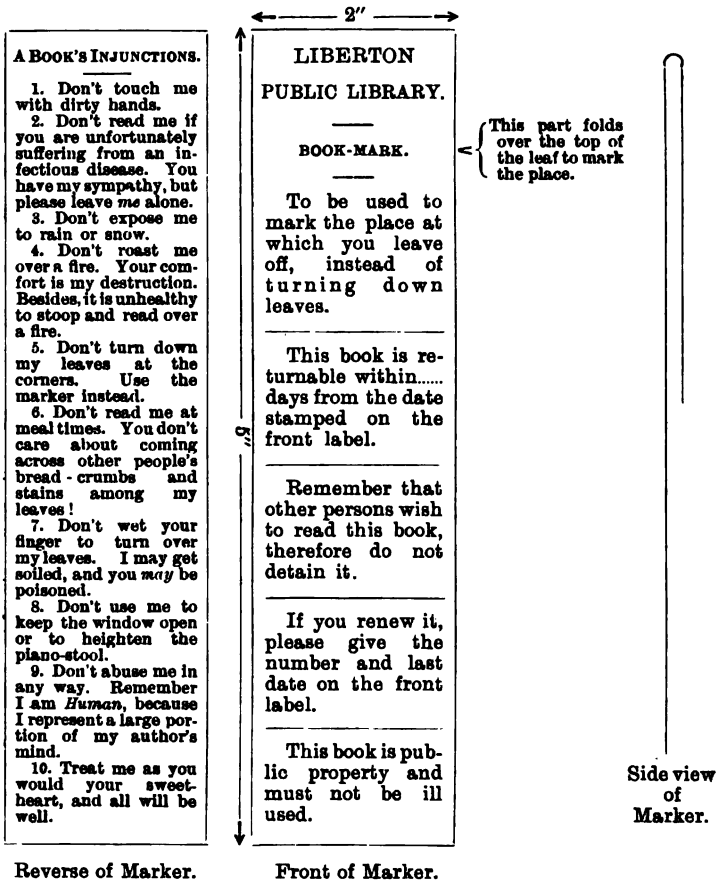 A BOOK'S INJUNCTIONS.
1. Don't touch me
with dirty hands.
2. Don't read me if
you are unfortunately
suffering from an in-
fectious disease. You
have my sympathy, but
please leave me alone.
3. Don't expose me
to rain or snow.
4. Don't roast me
over a fire. Your com-
fort is my destruction.
Besides, it is unhealthy
to stoop and read over
a fire.
5. Don't turn down
my leaves at the
corners. Use the
marker instead.
6. Don't read me at
meal times. You don't
care about coming
across other people's
bread-crumbs and
stains among my
leaves!
7. Don't wet your
finger to turn over
my leaves. I may get
soiled, and you may be
poisoned.
8. Don't use me to
keep the window open
or to heighten the
piano-stool.
9. Don't abuse me in
any way. Remember
I am Human, because
I represent a large por-
tion of my author's
mind.
10. Treat me as you
would your sweet-
heart, and all will be
well.
Reverse of Marker.
2″
5″
LIBERTON
PUBLIC LIBRARY.
BOOK-MARK.
To be used to
mark the place at
which you leave
off, instead of
turning down
leaves.
This book is re-
turnable within......
days from the date
stamped on the
front label.
Remember that
other persons wish
to read this book,
therefore do not
detain it.
If you renew it,
please give the
number and last
date on the front
label.
This book is pub-
lic property and
must not be ill
used.
Front of Marker.
This part folds
over the top of
the leaf to mark
the place.
Side view
of
Marker.